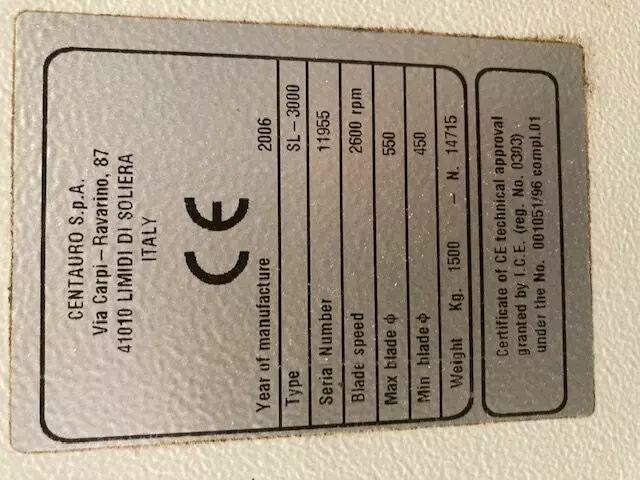 CENTAURO S.p.A.
Via Carpi – Ravarino, 87
41010 LIMIDI DI SOLIERA
ITALY
CE
Year of manufacture 2006
Type SL – 3000
Seria Number 11955
Blade speed 2600 rpm
Max blade ϕ 550
Min blade ϕ 450
Weight Kg. 1500 – N. 14715
Certificate of CE technical approval
granted by I.C.E. (reg. No. 0303)
under the No. 001051/96 compl.01